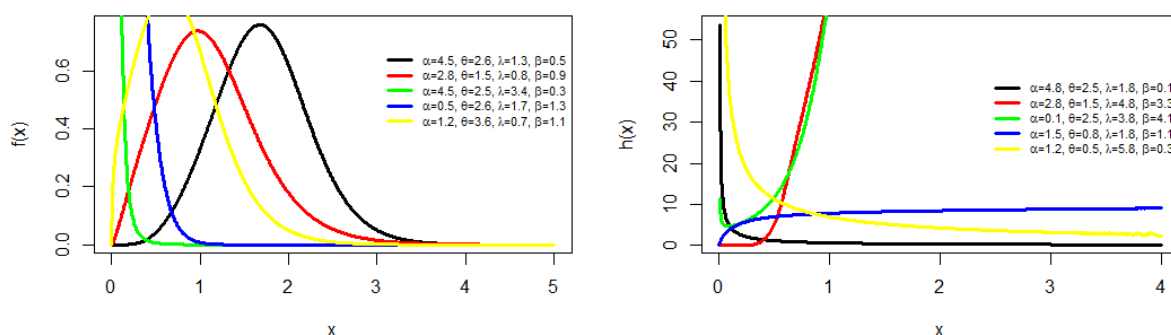 f(x)
0.0 0.2 0.4 0.6
0 1 2 3 4 5
x
α=4.5, θ=2.6, λ=1.3, β=0.5
α=2.8, θ=1.5, λ=0.8, β=0.9
α=4.5, θ=2.5, λ=3.4, β=0.3
α=0.5, θ=2.6, λ=1.7, β=1.3
α=1.2, θ=3.6, λ=0.7, β=1.1
h(x)
0 10 20 30 40 50
0 1 2 3 4
x
α=4.8, θ=2.5, λ=1.8, β=0.1
α=2.8, θ=1.5, λ=4.8, β=3.3
α=0.1, θ=2.5, λ=3.8, β=4.1
α=1.5, θ=0.8, λ=1.8, β=1.1
α=1.2, θ=0.5, λ=5.8, β=0.3